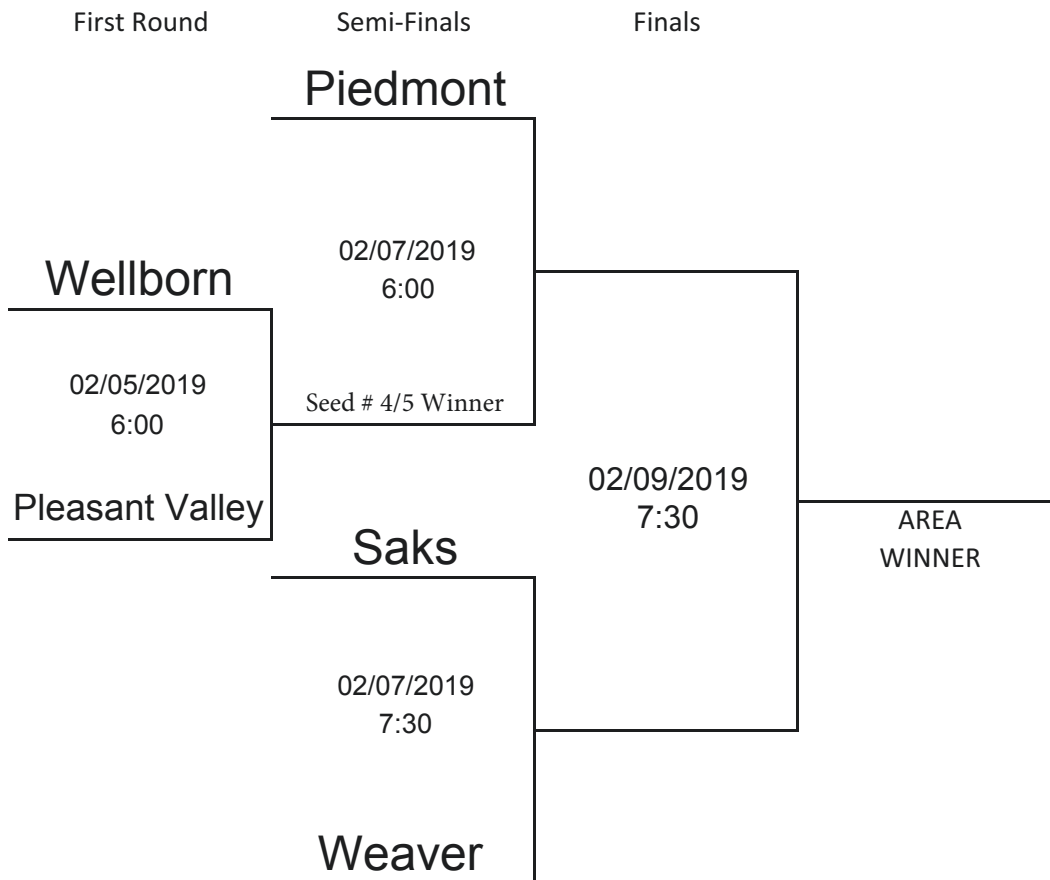 First Round
Semi-Finals
Finals
Piedmont
02/07/2019
6:00
Wellborn
02/05/2019
6:00
Seed # 4/5 Winner
Pleasant Valley
02/09/2019
7:30
AREA
WINNER
Saks
02/07/2019
7:30
Weaver